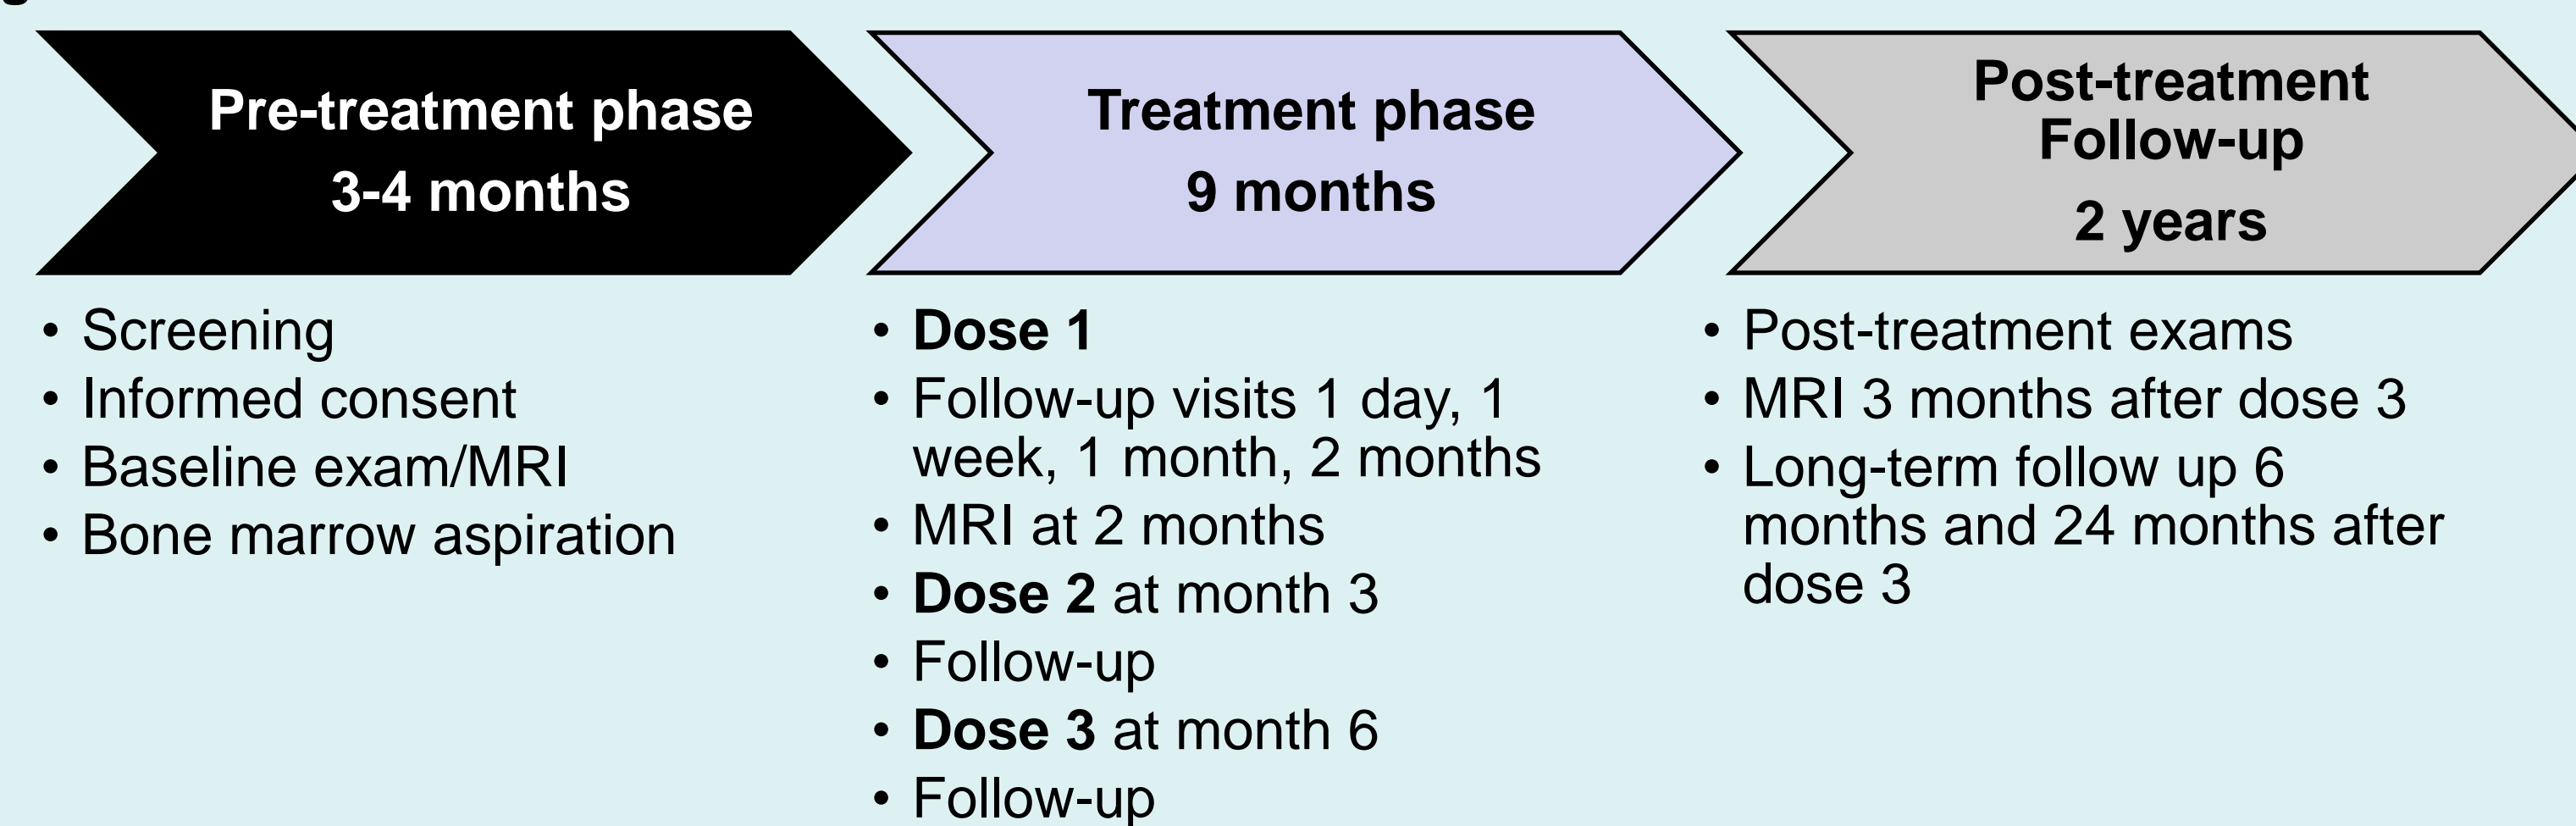 Pre-treatment phase
3-4 months
• Screening
• Informed consent
• Baseline exam/MRI
• Bone marrow aspiration
Treatment phase
9 months
• Dose 1
• Follow-up visits 1 day, 1
week, 1 month, 2 months
• MRI at 2 months
• Dose 2 at month 3
• Follow-up
• Dose 3 at month 6
• Follow-up
Post-treatment
Follow-up
2 years
• Post-treatment exams
• MRI 3 months after dose 3
• Long-term follow up 6
months and 24 months after
dose 3